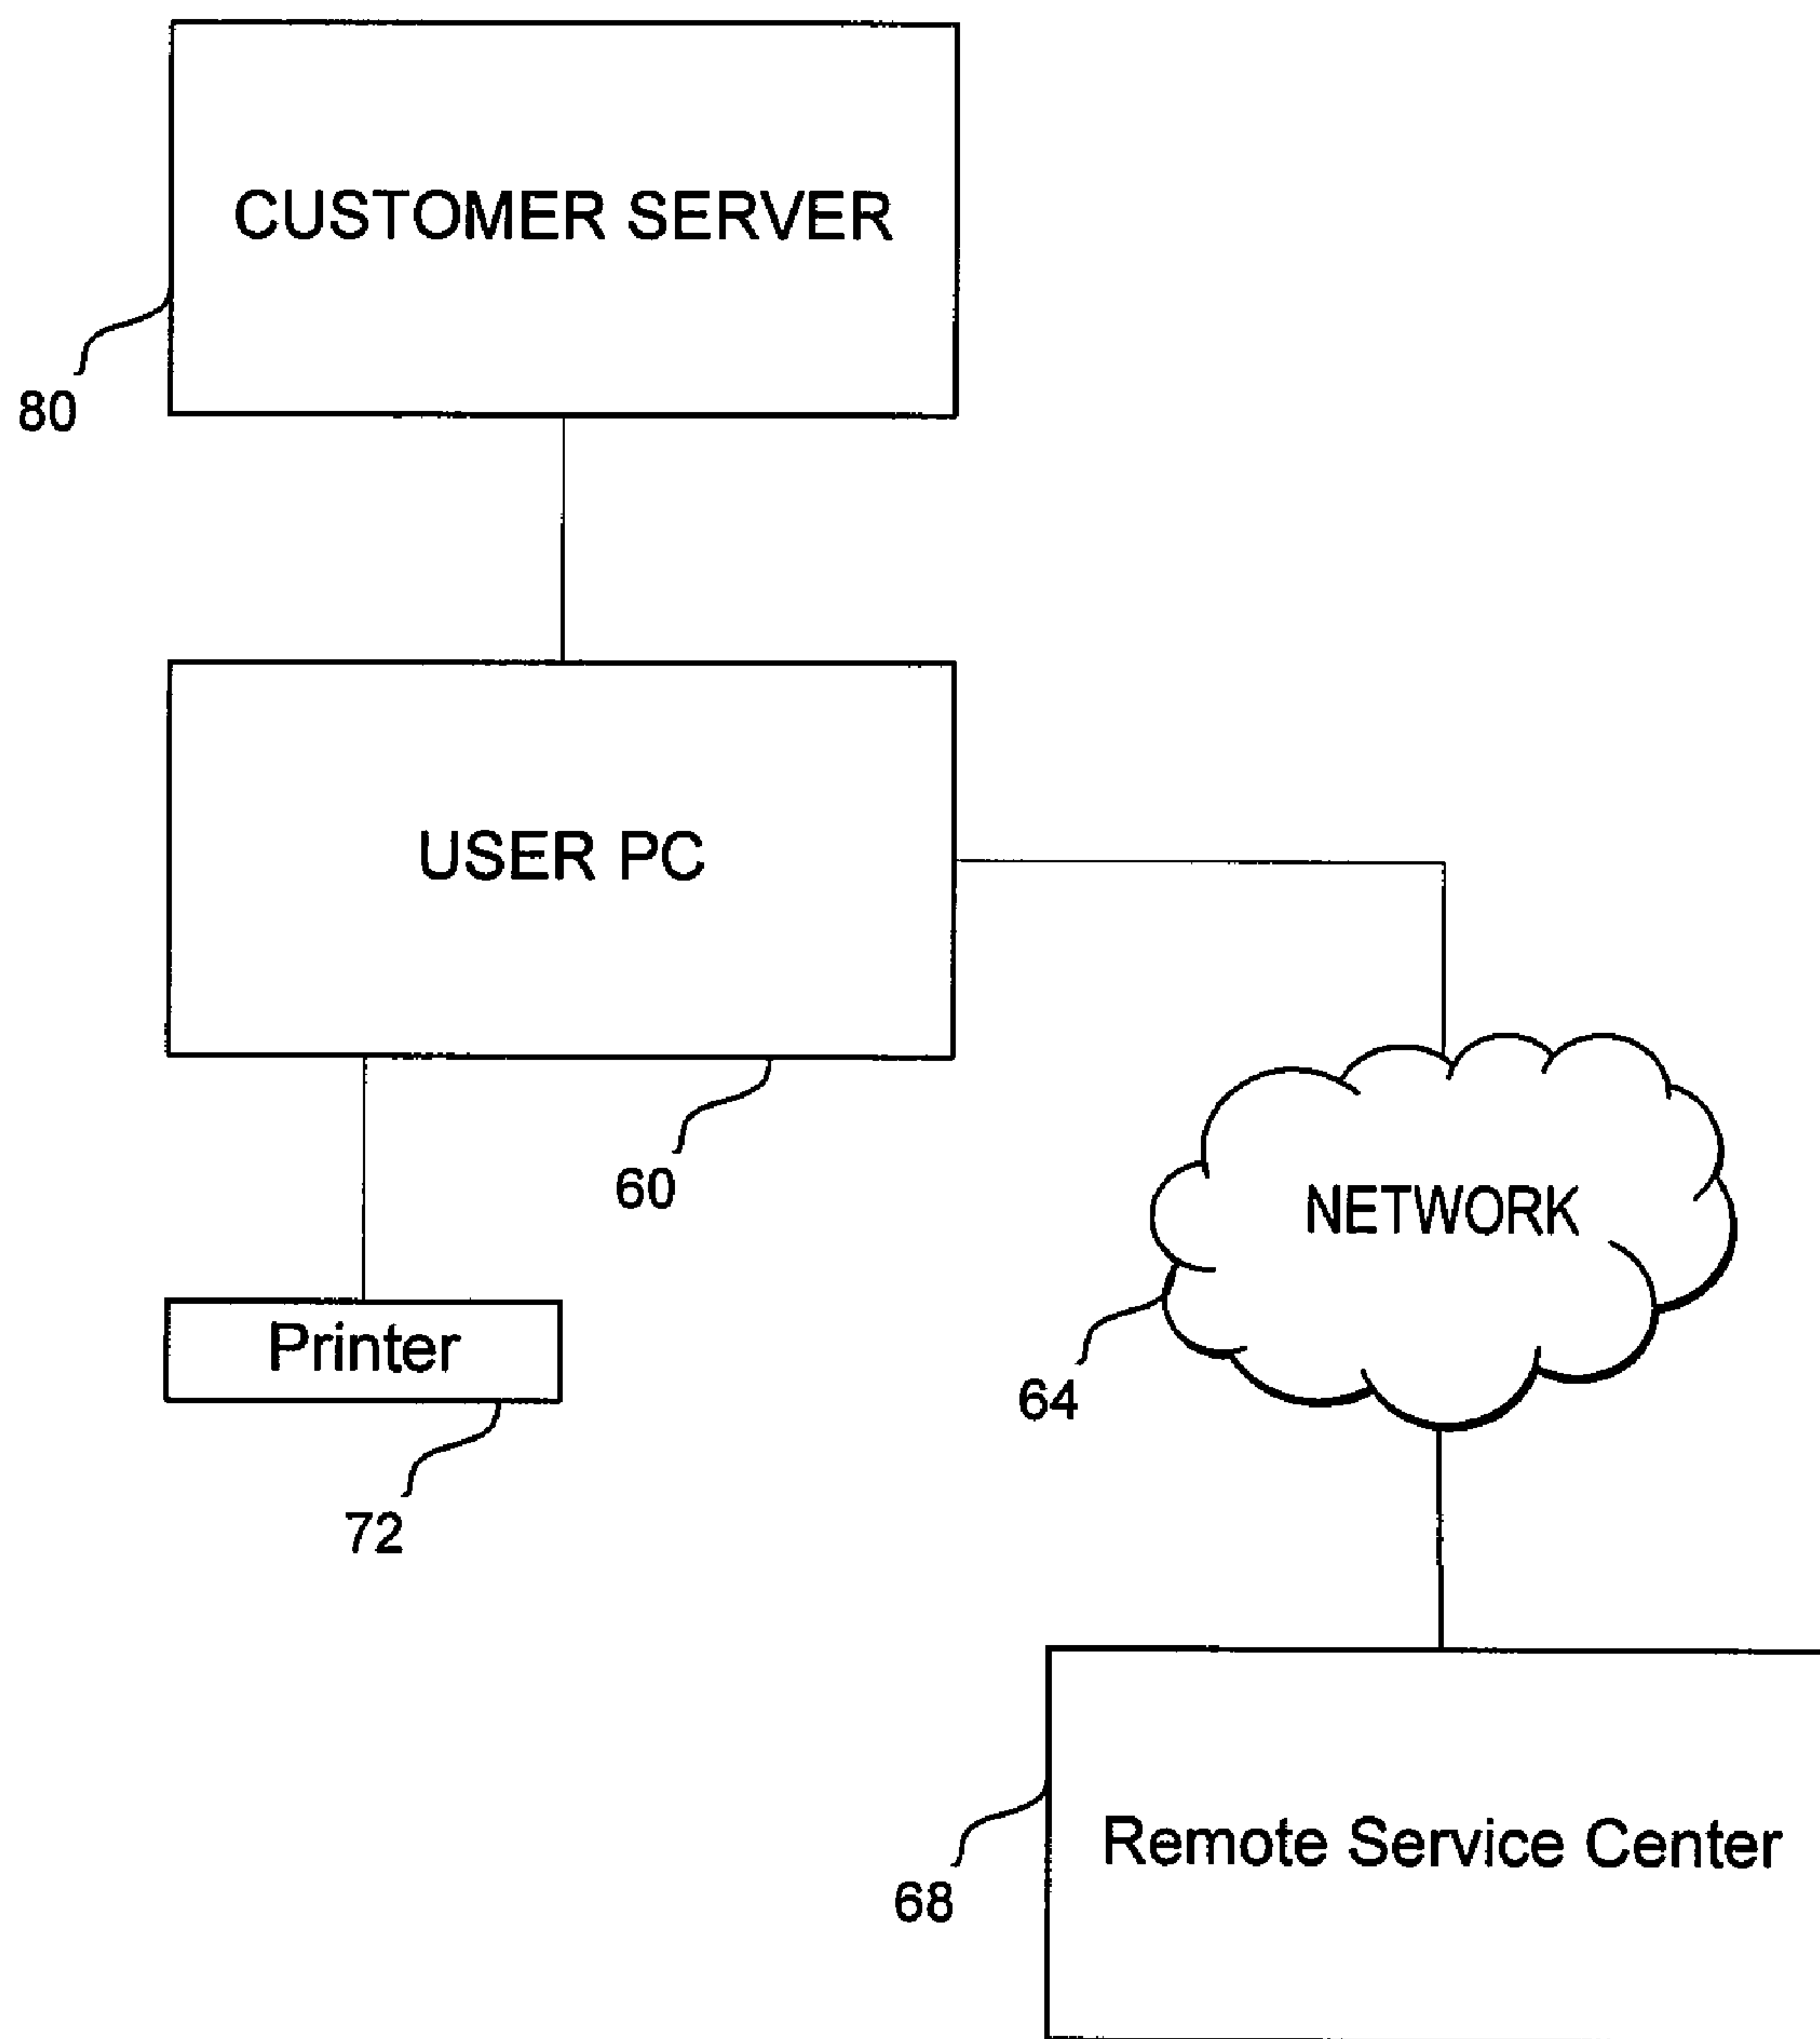 CUSTOMER SERVER
80
USER PC
60
NETWORK
Printer
64
72
Remote Service Center
68